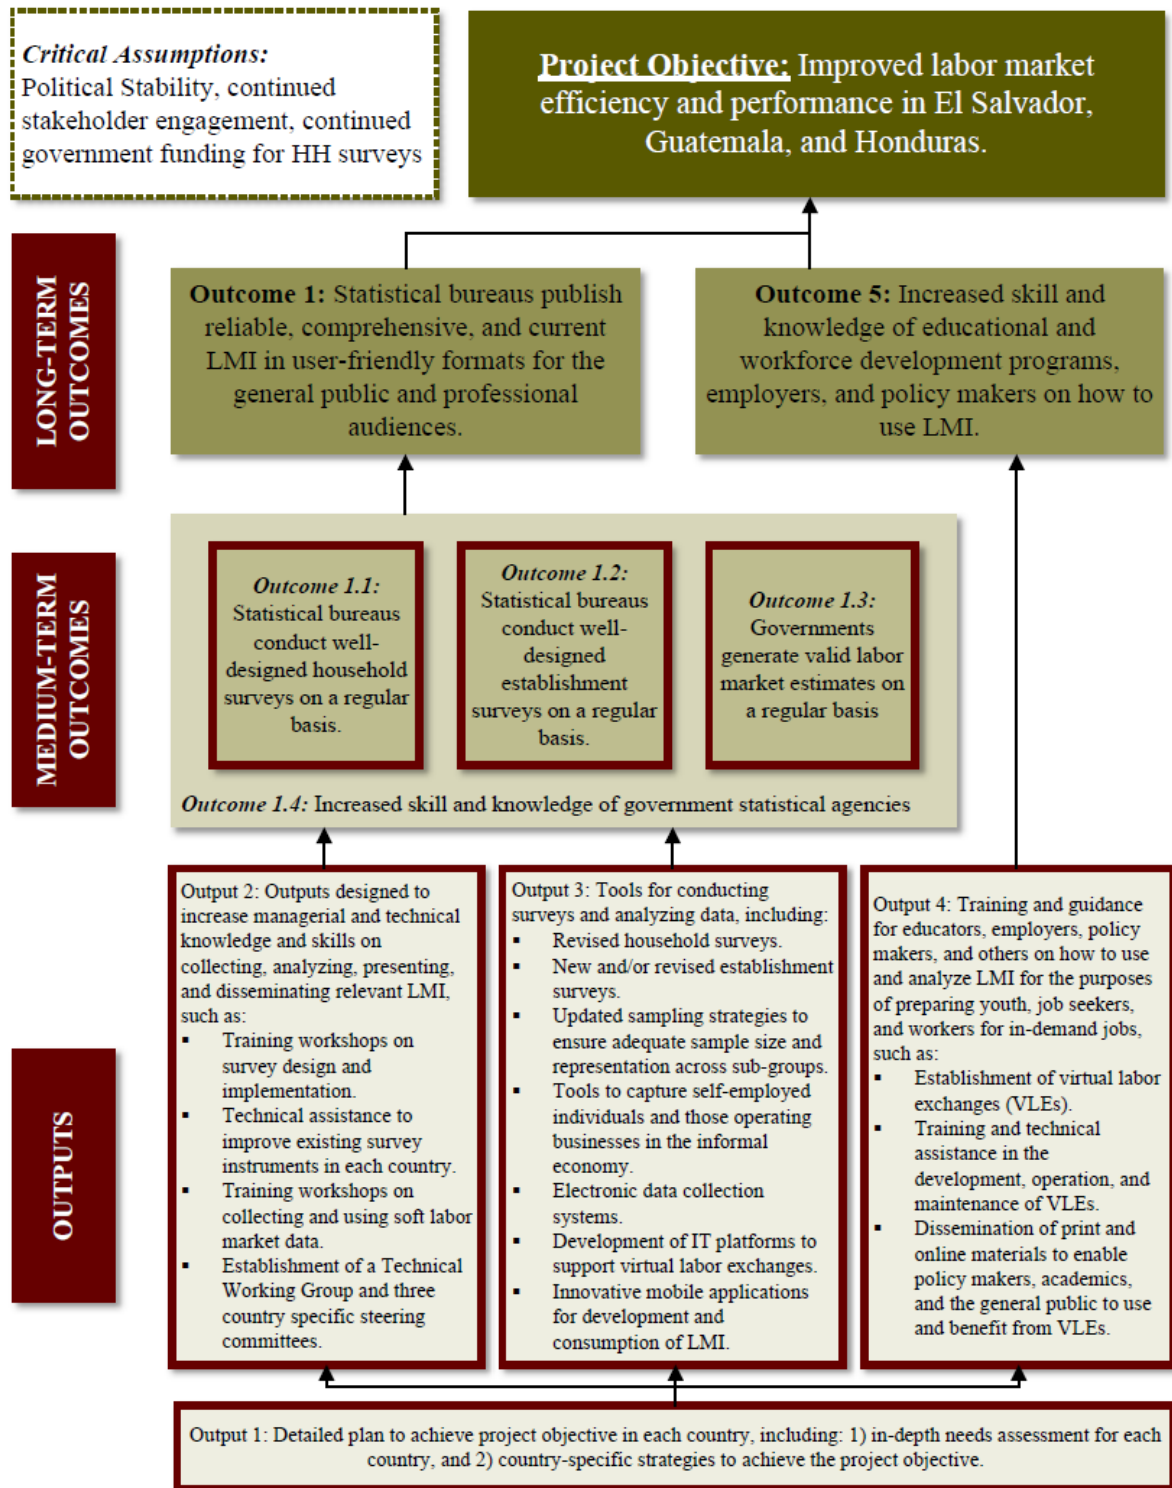 Critical Assumptions:
Political Stability, continued
stakeholder engagement, continued
government funding for HH surveys
Project Objective: Improved labor market
efficiency and performance in El Salvador,
Guatemala, and Honduras.
LONG-TERM
OUTCOMES
Outcome 1: Statistical bureaus publish
reliable, comprehensive, and current
LMI in user-friendly formats for the
general public and professional
audiences.
Outcome 5: Increased skill and
knowledge of educational and
workforce development programs,
employers, and policy makers on how to
use LMI.
MEDIUM-TERM
OUTCOMES
Outcome 1.1:
Statistical bureaus
conduct well-
designed household
surveys on a regular
basis.
Outcome 1.2:
Statistical bureaus
conduct well-
designed
establishment
surveys on a regular
basis.
Outcome 1.3:
Governments
generate valid labor
market estimates on
a regular basis
Outcome 1.4: Increased skill and knowledge of government statistical agencies
OUTPUTS
Output 2: Outputs designed to
increase managerial and technical
knowledge and skills on
collecting, analyzing, presenting,
and disseminating relevant LMI,
such as:
▪ Training workshops on
survey design and
implementation.
▪ Technical assistance to
improve existing survey
instruments in each country.
▪ Training workshops on
collecting and using soft labor
market data.
▪ Establishment of a Technical
Working Group and three
country specific steering
committees.
Output 3: Tools for conducting
surveys and analyzing data, including:
▪ Revised household surveys.
▪ New and/or revised establishment
surveys.
▪ Updated sampling strategies to
ensure adequate sample size and
representation across sub-groups.
▪ Tools to capture self-employed
individuals and those operating
businesses in the informal
economy.
▪ Electronic data collection
systems.
▪ Development of IT platforms to
support virtual labor exchanges.
▪ Innovative mobile applications
for development and
consumption of LMI.
Output 4: Training and guidance
for educators, employers, policy
makers, and others on how to use
and analyze LMI for the purposes
of preparing youth, job seekers,
and workers for in-demand jobs,
such as:
▪ Establishment of virtual labor
exchanges (VLEs).
▪ Training and technical
assistance in the
development, operation, and
maintenance of VLEs.
▪ Dissemination of print and
online materials to enable
policy makers, academics,
and the general public to use
and benefit from VLEs.
Output 1: Detailed plan to achieve project objective in each country, including: 1) in-depth needs assessment for each
country, and 2) country-specific strategies to achieve the project objective.